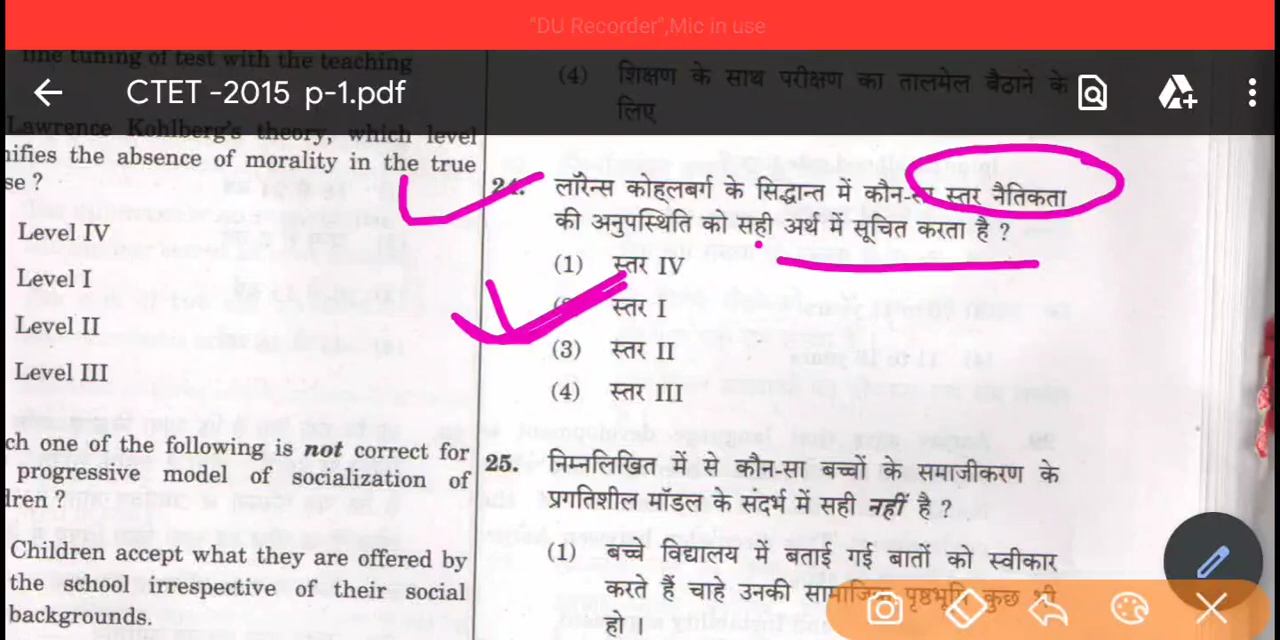 "DU Recorder",Mic in use
CTET -2015 p-1.pdf
fine tuning of test with the teaching
Lawrence Kohlberg's theory, which level
nifies the absence of morality in the true
se ?
Level IV
Level I
Level II
Level III
ch one of the following is not correct for
progressive model of socialization of
dren ?
Children accept what they are offered by
the school irrespective of their social
backgrounds.
(4) शिक्षण के साथ परीक्षण का तालमेल बैठाने के
लिए
24. लॉरेन्स कोह्लबर्ग के सिद्धान्त में कौन-सा स्तर नैतिकता
की अनुपस्थिति को सही अर्थ में सूचित करता है ?
(1) स्तर IV
स्तर I
(3) स्तर II
(4) स्तर III
25. निम्नलिखित में से कौन-सा बच्चों के समाजीकरण के
प्रगतिशील मॉडल के संदर्भ में सही नहीं है ?
(1) बच्चे विद्यालय में बताई गई बातों को स्वीकार
करते हैं चाहे उनकी सामाजिक पृष्ठभूमि कुछ भी
हो ।